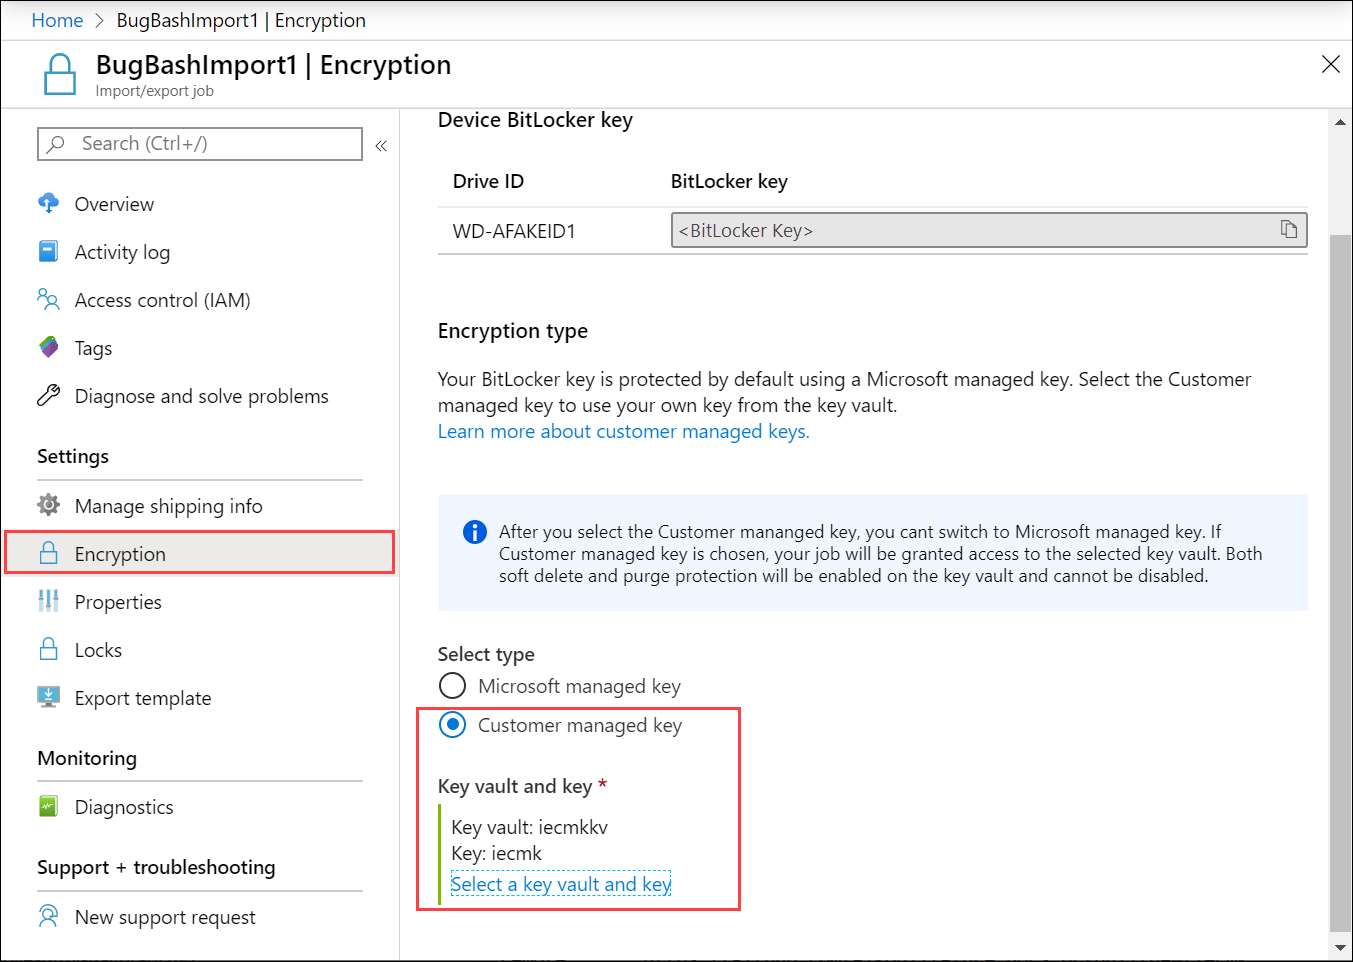 Home > BugBashImport1 | Encryption
BugBashImport1 | Encryption
Import/export job
Search (Ctrl+/)
«
Overview
Activity log
Access control (IAM)
Tags
Diagnose and solve problems
Settings
Manage shipping info
Encryption
Properties
Locks
Export template
Monitoring
Diagnostics
Support + troubleshooting
New support request
Device BitLocker key
Drive ID BitLocker key
WD-AFAKEID1 <BitLocker Key>
Encryption type
Your BitLocker key is protected by default using a Microsoft managed key. Select the Customer
managed key to use your own key from the key vault.
Learn more about customer managed keys.
After you select the Customer mananged key, you cant switch to Microsoft managed key. If
Customer managed key is chosen, your job will be granted access to the selected key vault. Both
soft delete and purge protection will be enabled on the key vault and cannot be disabled.
Select type
Microsoft managed key
Customer managed key
Key vault and key *
Key vault: iecmkkv
Key: iecmk
Select a key vault and key